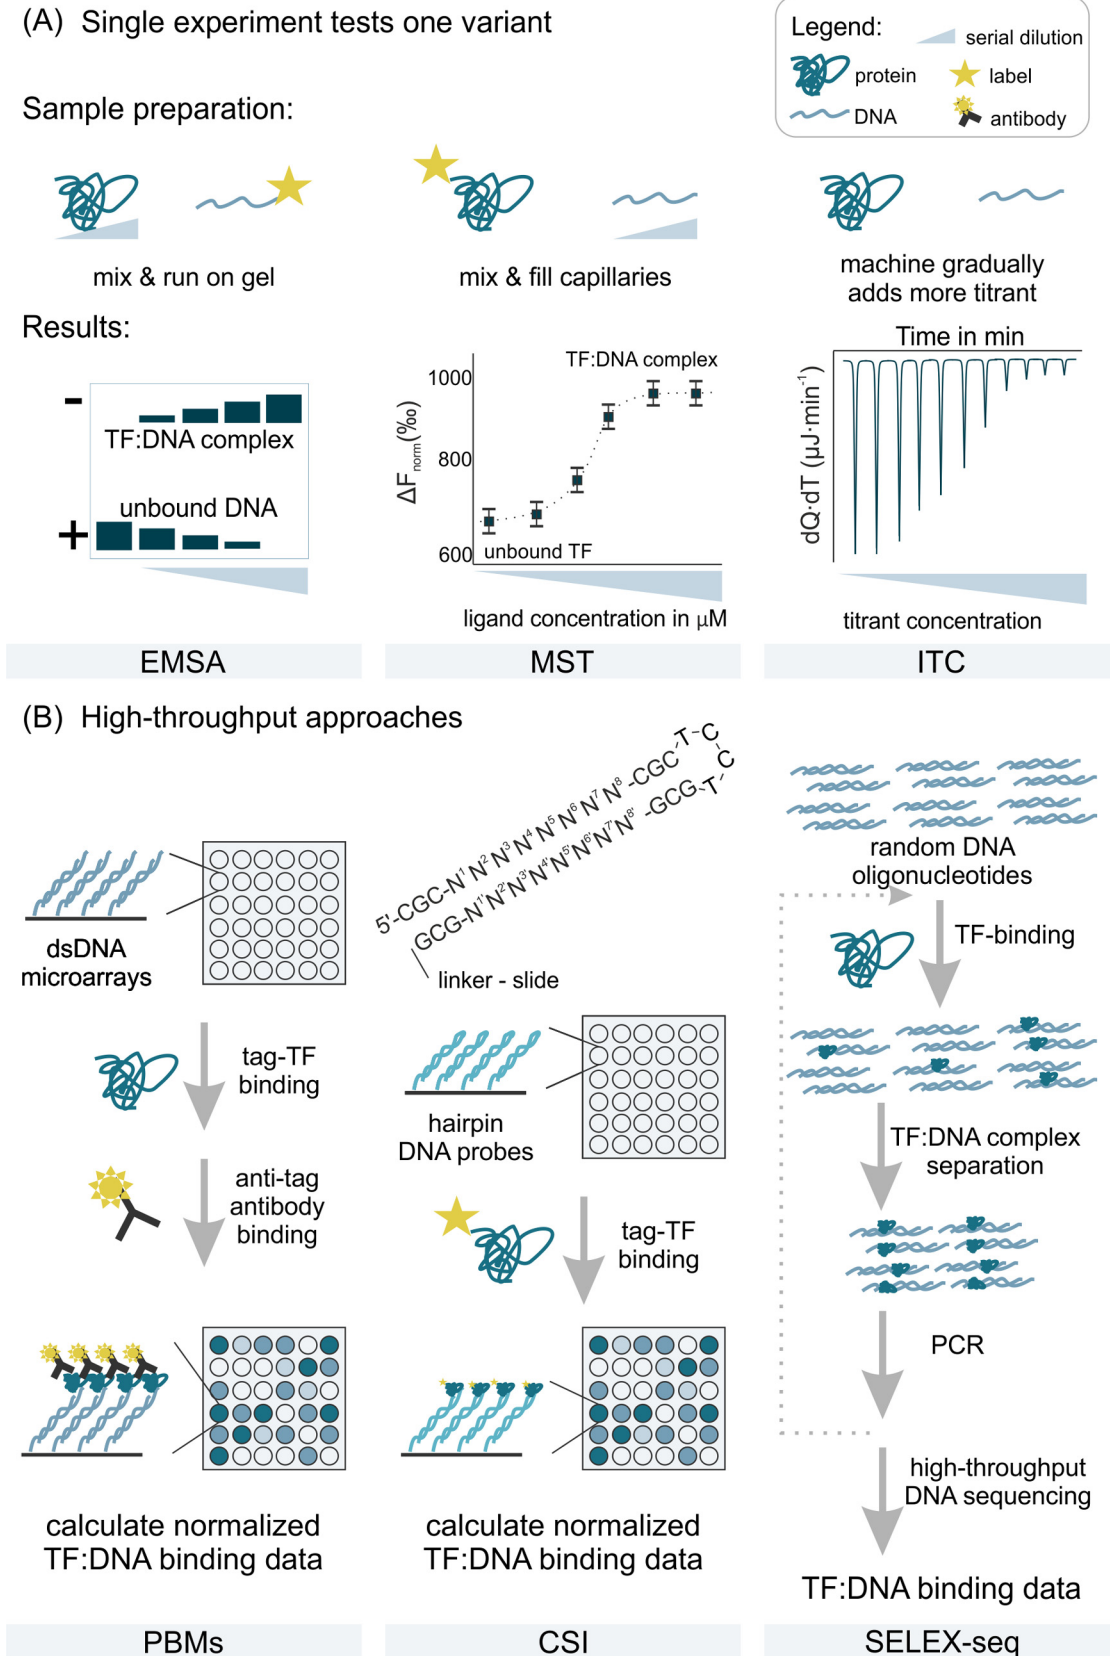 (A) Single experiment tests one variant
Legend:
serial dilution
protein
label
DNA
antibody
Sample preparation:
mix & run on gel
mix & fill capillaries
machine gradually
adds more titrant
Results:
-
TF:DNA complex
unbound DNA
+
TF:DNA complex
1000
800
600
ΔFnorm(‰)
unbound TF
ligand concentration in µM
Time in min
dQ·dT (µJ·min⁻¹)
titrant concentration
EMSA
MST
ITC
(B) High-throughput approaches
dsDNA
microarrays
tag-TF
binding
anti-tag
antibody
binding
calculate normalized
TF:DNA binding data
PBMs
5'-CGC-N¹N²N³N⁴N⁵N⁶N⁷N⁸-CGC-T-C
GCG-N¹'N²'N³'N⁴'N⁵'N⁶'N⁷'N⁸'-GCG-T-C
linker - slide
hairpin
DNA probes
tag-TF
binding
calculate normalized
TF:DNA binding data
CSI
random DNA
oligonucleotides
TF-binding
TF:DNA complex
separation
PCR
high-throughput
DNA sequencing
TF:DNA binding data
SELEX-seq